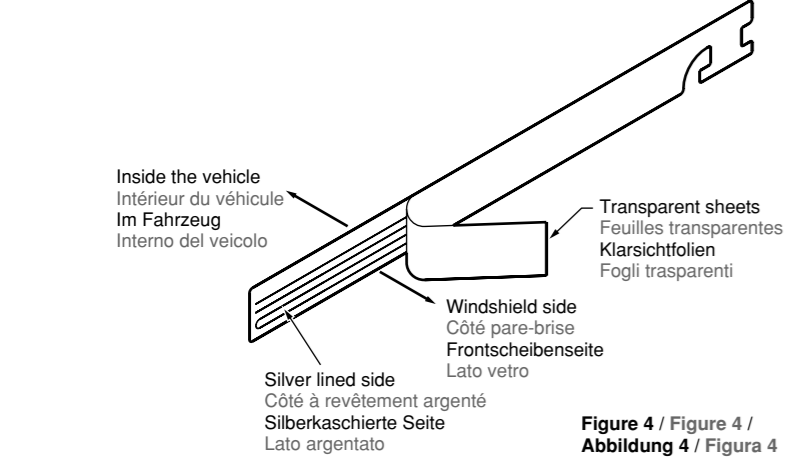 Inside the vehicle
Intérieur du véhicule
Im Fahrzeug
Interno del veicolo
Transparent sheets
Feuilles transparentes
Klarsichtfolien
Fogli trasparenti
Windshield side
Côté pare-brise
Frontscheibenseite
Lato vetro
Silver lined side
Côté à revêtement argenté
Silberkaschierte Seite
Lato argentato
Figure 4 / Figure 4 /
Abbildung 4 / Figura 4